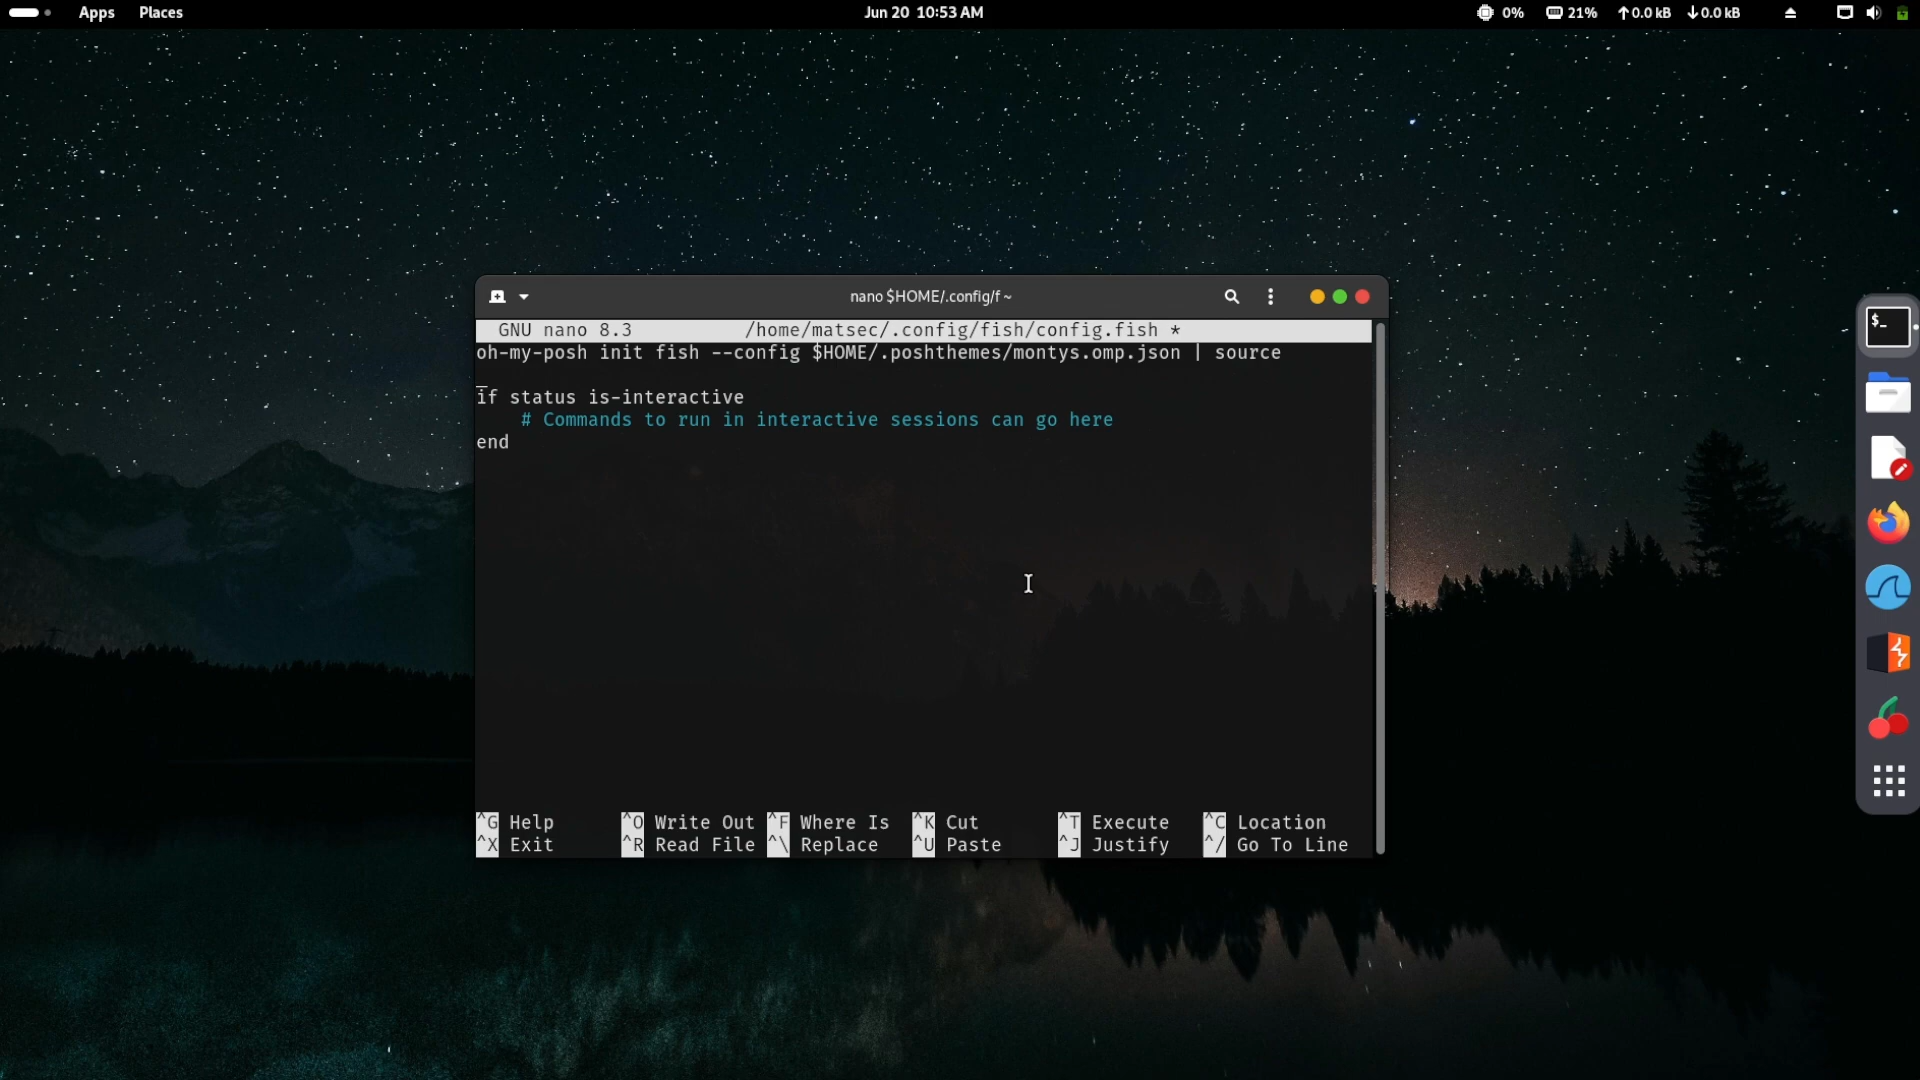 Apps Places Jun 20 10:53 AM 0% 21% ↑0.0 kB ↓0.0 kB
nano $HOME/.config/f ~
GNU nano 8.3 /home/matsec/.config/fish/config.fish *
oh-my-posh init fish --config $HOME/.poshthemes/montys.omp.json | source
if status is-interactive
# Commands to run in interactive sessions can go here
end
^G Help ^O Write Out ^F Where Is ^K Cut ^T Execute ^C Location
^X Exit ^R Read File ^\ Replace ^U Paste ^J Justify ^/ Go To Line
$_